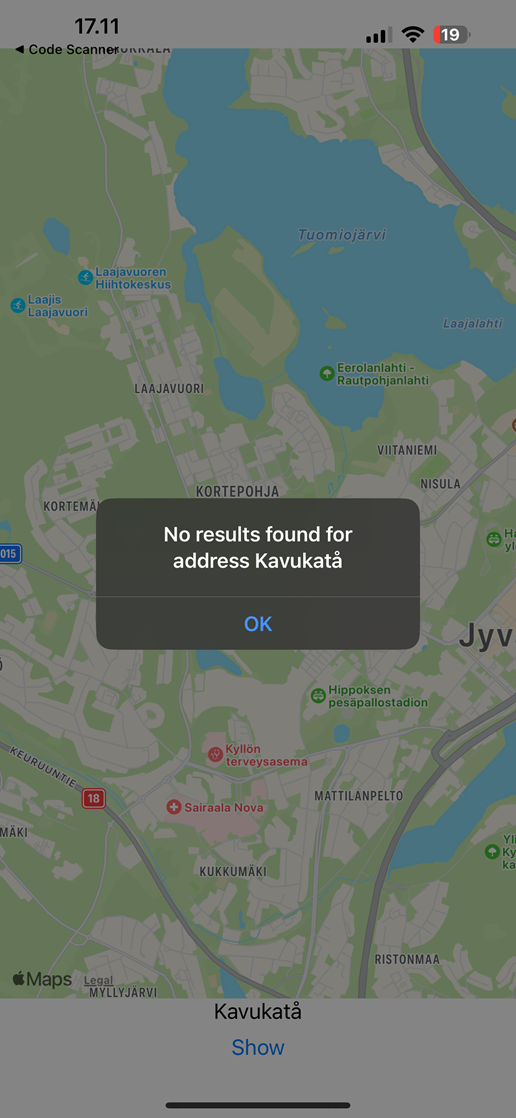 17.11
19
Code Scanner
Tuomiojärvi
Laajavuoren
Hiihtokeskus
Laajis
Laajavuori
Laajalahti
Eerolanlahti -
Rautpohjanlahti
LAAJAVUORI
VIITANIEMI
NISULA
KORTEPOHJA
KORTEMÄ
No results found for
address Kavukatå
015
OK
Jyv
Hippoksen
pesäpallostadion
Kyllön
terveysasema
KEURUUNTIE
18
MATTILANPELTO
Sairaala Nova
MÄKI
KUKKUMÄKI
RISTONMAA
Maps
Legal
MYLLYJÄRVI
Kavukatå
Show